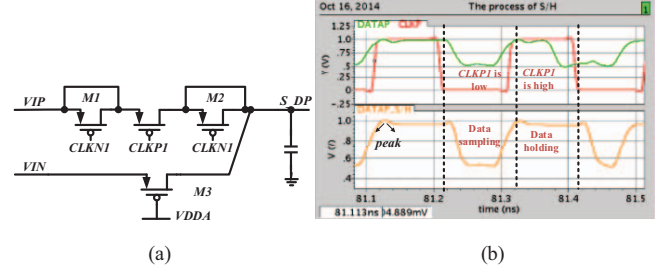 Oct 16, 2014
The process of S/H
1
DATAP CLKP
1.25
1.0
.75
.5
.25
0
-.25
Y (V)
CLKP1 is
low
CLKP1
is high
DATAP_S_H
1.0
.8
.6
.4
V (V)
peak
Data
sampling
Data
holding
81.1 81.2 81.3 81.4 81.5
81.113ns
time (ns)
VIP
M1
M2
S_DP
CLKN1
CLKP1
CLKN1
VIN
M3
VDDA
(a)
(b)